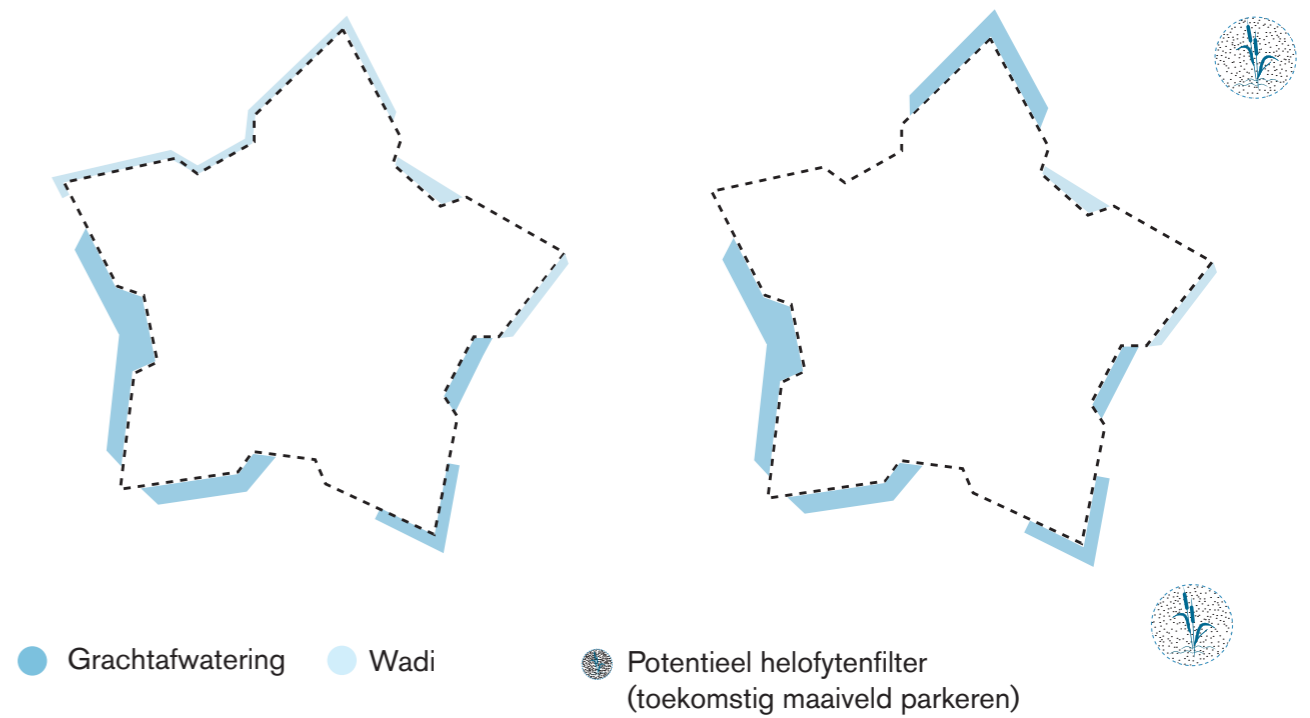 Grachtafwatering
Wadi
Potentieel helofytenfilter
(toekomstig maaiveld parkeren)